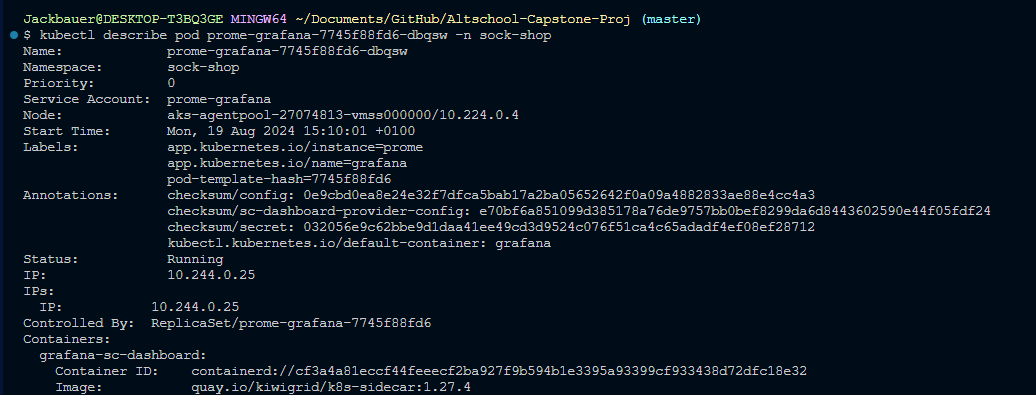 Jackbauer@DESKTOP-T3BQ3GE MINGW64 ~/Documents/GitHub/Altschool-Capstone-Proj (master)
$ kubectl describe pod prome-grafana-7745f88fd6-dbqsw -n sock-shop
Name:             prome-grafana-7745f88fd6-dbqsw
Namespace:        sock-shop
Priority:         0
Service Account:  prome-grafana
Node:             aks-agentpool-27074813-vmss000000/10.224.0.4
Start Time:       Mon, 19 Aug 2024 15:10:01 +0100
Labels:           app.kubernetes.io/instance=prome
                  app.kubernetes.io/name=grafana
                  pod-template-hash=7745f88fd6
Annotations:      checksum/config: 0e9cbd0ea8e24e32f7dfca5bab17a2ba05652642f0a09a4882833ae88e4cc4a3
                  checksum/sc-dashboard-provider-config: e70bf6a851099d385178a76de9757bb0bef8299da6d8443602590e44f05fdf24
                  checksum/secret: 032056e9c62bbe9d1daa41ee49cd3d9524c076f51ca4c65adadf4ef08ef28712
                  kubectl.kubernetes.io/default-container: grafana
Status:           Running
IP:               10.244.0.25
IPs:
  IP:           10.244.0.25
Controlled By:  ReplicaSet/prome-grafana-7745f88fd6
Containers:
  grafana-sc-dashboard:
    Container ID:    containerd://cf3a4a81eccf44feeecf2ba927f9b594b1e3395a93399cf933438d72dfc18e32
    Image:           quay.io/kiwigrid/k8s-sidecar:1.27.4